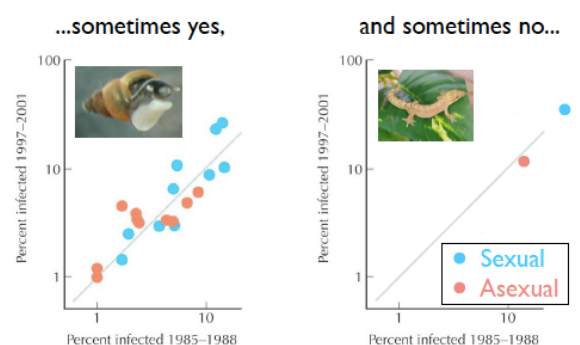 ...sometimes yes,
and sometimes no...
100
10
1
Percent infected 1997–2001
1
10
Percent infected 1985–1988
100
10
1
Percent infected 1997–2001
1
10
Percent infected 1985–1988
Sexual
Asexual